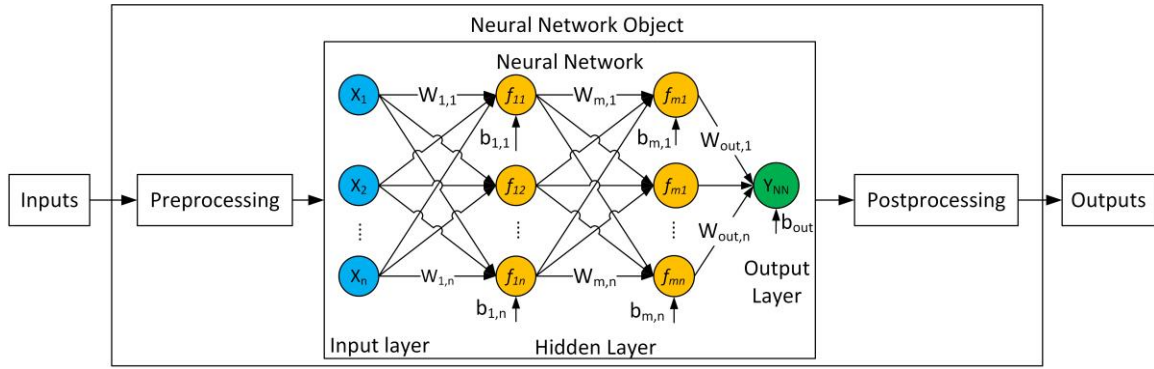 Neural Network Object
Neural Network
X₁ W₁,₁ f₁₁ Wₘ,₁ fₘ₁
b₁,₁ bₘ,₁ Wₒᵤₜ,₁
Inputs Preprocessing X₂ f₁₂ fₘ₁ Y_NN Postprocessing Outputs
⋮ ⋮ ⋮ Wₒᵤₜ,ₙ bₒᵤₜ
Xₙ W₁,ₙ f₁ₙ Wₘ,ₙ fₘₙ Output
b₁,ₙ bₘ,ₙ Layer
Input layer Hidden Layer